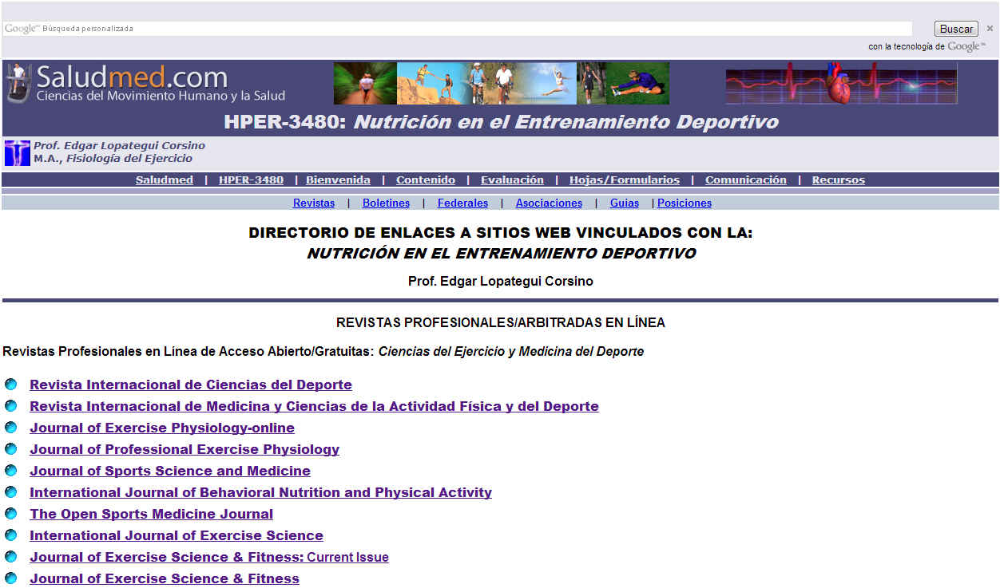 Google™ Búsqueda personalizada
Buscar ×
con la tecnología de Google™
Saludmed.com
Ciencias del Movimiento Humano y la Salud
HPER-3480: Nutrición en el Entrenamiento Deportivo
Prof. Edgar Lopategui Corsino
M.A., Fisiología del Ejercicio
Saludmed | HPER-3480 | Bienvenida | Contenido | Evaluación | Hojas/Formularios | Comunicación | Recursos
Revistas | Boletines | Federales | Asociaciones | Guías | Posiciones
DIRECTORIO DE ENLACES A SITIOS WEB VINCULADOS CON LA:
NUTRICIÓN EN EL ENTRENAMIENTO DEPORTIVO
Prof. Edgar Lopategui Corsino
REVISTAS PROFESIONALES/ARBITRADAS EN LÍNEA
Revistas Profesionales en Línea de Acceso Abierto/Gratuitas: Ciencias del Ejercicio y Medicina del Deporte
Revista Internacional de Ciencias del Deporte
Revista Internacional de Medicina y Ciencias de la Actividad Física y del Deporte
Journal of Exercise Physiology-online
Journal of Professional Exercise Physiology
Journal of Sports Science and Medicine
International Journal of Behavioral Nutrition and Physical Activity
The Open Sports Medicine Journal
International Journal of Exercise Science
Journal of Exercise Science & Fitness: Current Issue
Journal of Exercise Science & Fitness